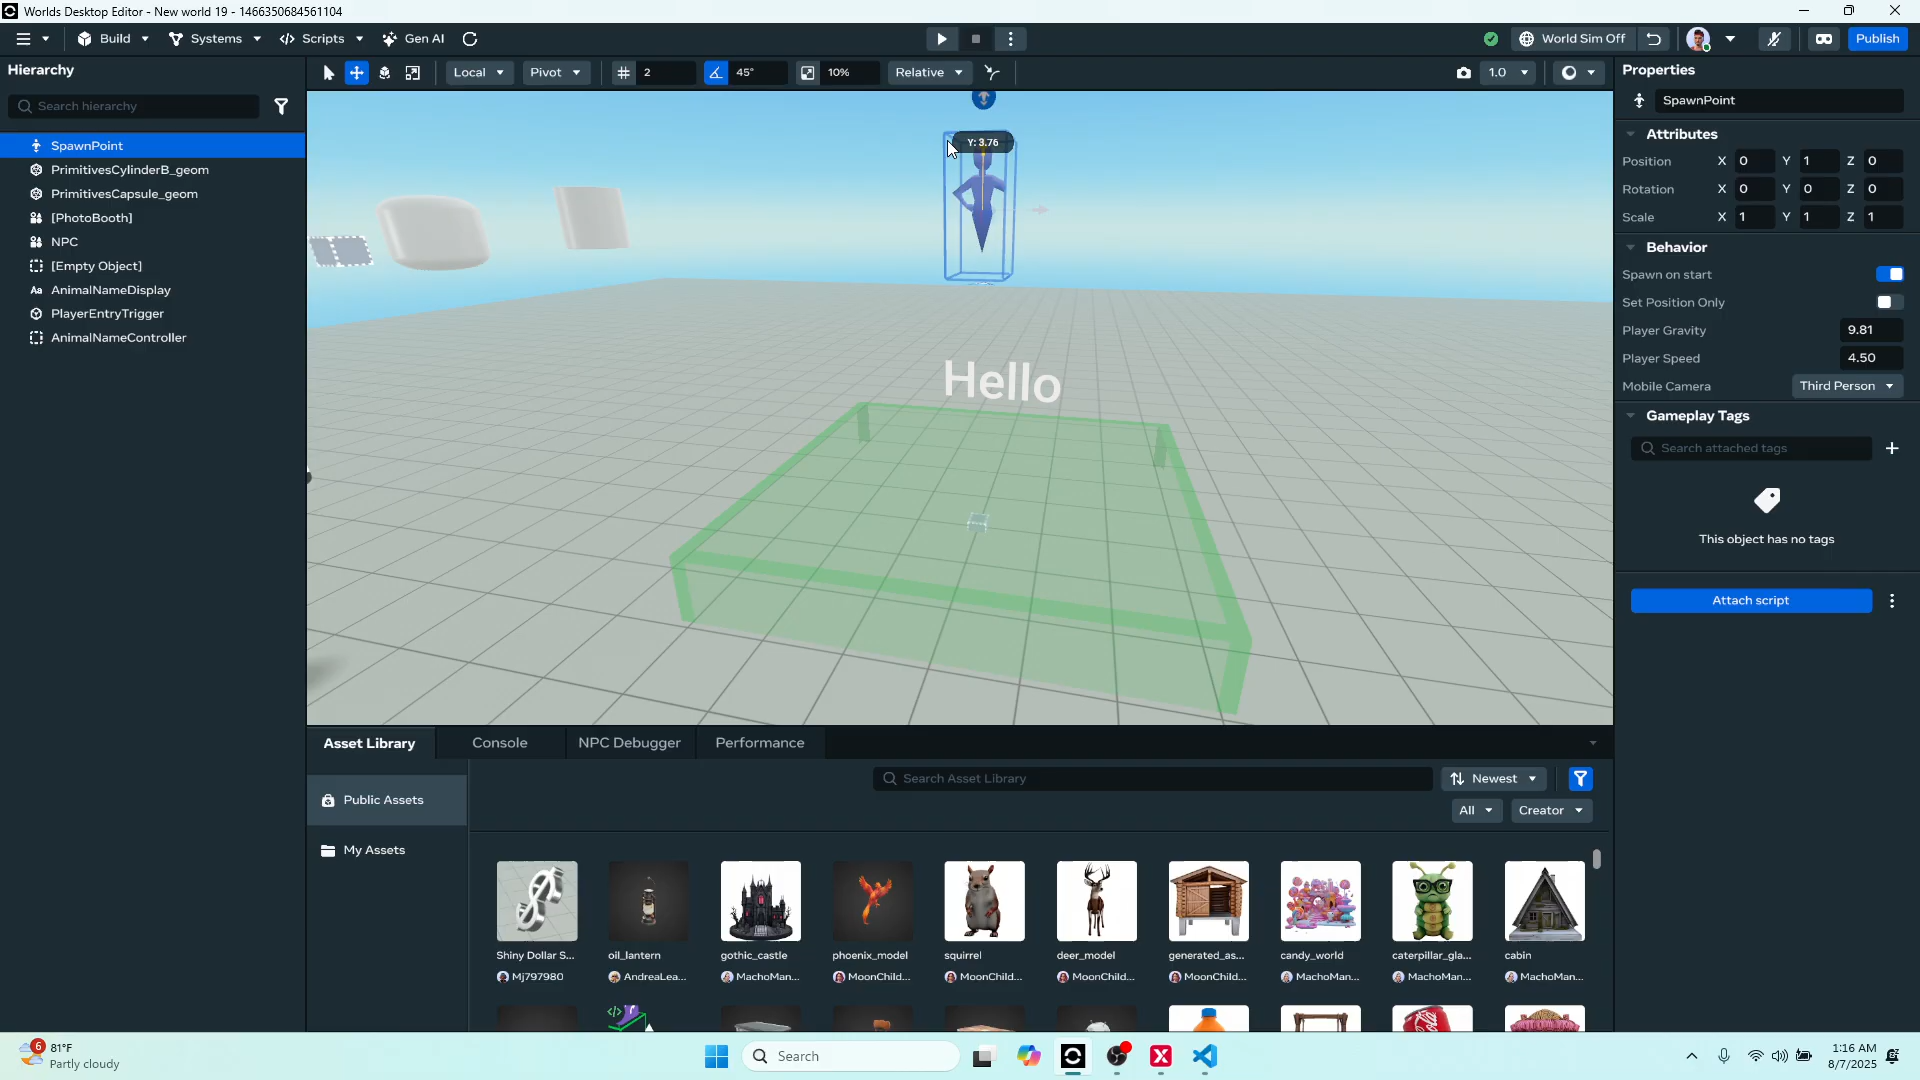 Worlds Desktop Editor - New world 19 - 1466350684561104
Build
Systems
Scripts
Gen AI
World Sim Off
Publish
Hierarchy
Local
Pivot
2
45°
10%
Relative
1.0
Properties
Search hierarchy
SpawnPoint
PrimitivesCylinderB_geom
PrimitivesCapsule_geom
[PhotoBooth]
NPC
[Empty Object]
AnimalNameDisplay
PlayerEntryTrigger
AnimalNameController
Y: 3.76
Hello
SpawnPoint
Attributes
Position X 0 Y 1 Z 0
Rotation X 0 Y 0 Z 0
Scale X 1 Y 1 Z 1
Behavior
Spawn on start
Set Position Only
Player Gravity 9.81
Player Speed 4.50
Mobile Camera Third Person
Gameplay Tags
Search attached tags
This object has no tags
Attach script
Asset Library
Console
NPC Debugger
Performance
Public Assets
My Assets
Search Asset Library
Newest
All
Creator
Shiny Dollar S...
oil_lantern
gothic_castle
phoenix_model
squirrel
deer_model
generated_as...
candy_world
caterpillar_gla...
cabin
Mj797980
AndreaLea...
MachoMan...
MoonChild...
MoonChild...
MoonChild...
MoonChild...
MachoMan...
MachoMan...
MachoMan...
6
81°F
Partly cloudy
Search
1:16 AM
8/7/2025